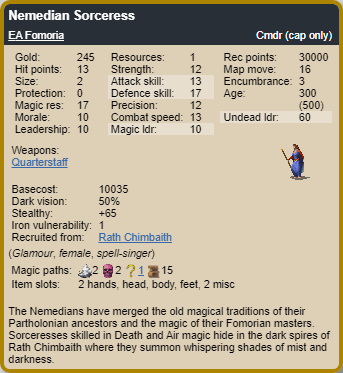 Nemedian Sorceress
EA Fomoria Cmdr (cap only)
Gold: 245 Resources: 1 Rec points: 30000
Hit points: 13 Strength: 12 Map move: 16
Size: 2 Attack skill: 13 Encumbrance: 3
Protection: 0 Defence skill: 17 Age: 300
Magic res: 17 Precision: 12 (500)
Morale: 10 Combat speed: 13 Undead ldr: 60
Leadership: 10 Magic ldr: 10
Weapons:
Quarterstaff
Basecost: 10035
Dark vision: 50%
Stealthy: +65
Iron vulnerability: 1
Recruited from: Rath Chimbaith
(Glamour, female, spell-singer)
Magic paths: 2 2 ? 1 15
Item slots: 2 hands, head, body, feet, 2 misc
The Nemedians have merged the old magical traditions of their
Partholonian ancestors and the magic of their Fomorian masters.
Sorceresses skilled in Death and Air magic hide in the dark spires of
Rath Chimbaith where they summon whispering shades of mist and
darkness.